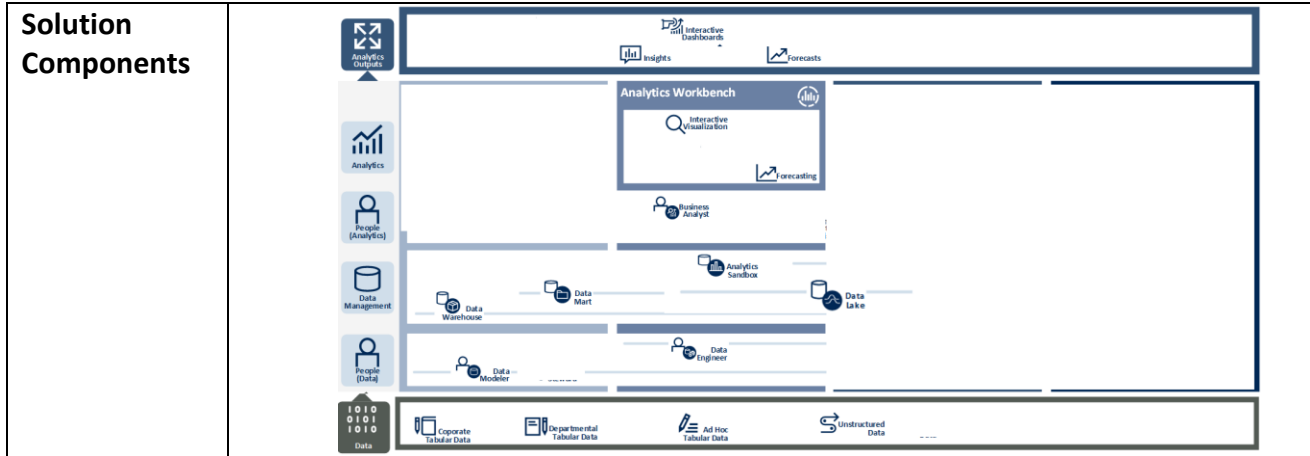 Solution
Components
Analytics
Outputs
Interactive
Dashboards
Insights
Forecasts
Analytics Workbench
Interactive
Visualization
Forecasting
Analytics
People
(Analytics)
Business
Analyst
Data
Management
Analytics
Sandbox
Data
Mart
Data
Lake
Data
Warehouse
People
(Data)
Data
Engineer
Data
Modeler
1010
0101
1010
Data
Coporate
Tabular Data
Departmental
Tabular Data
Ad Hoc
Tabular Data
Unstructured
Data